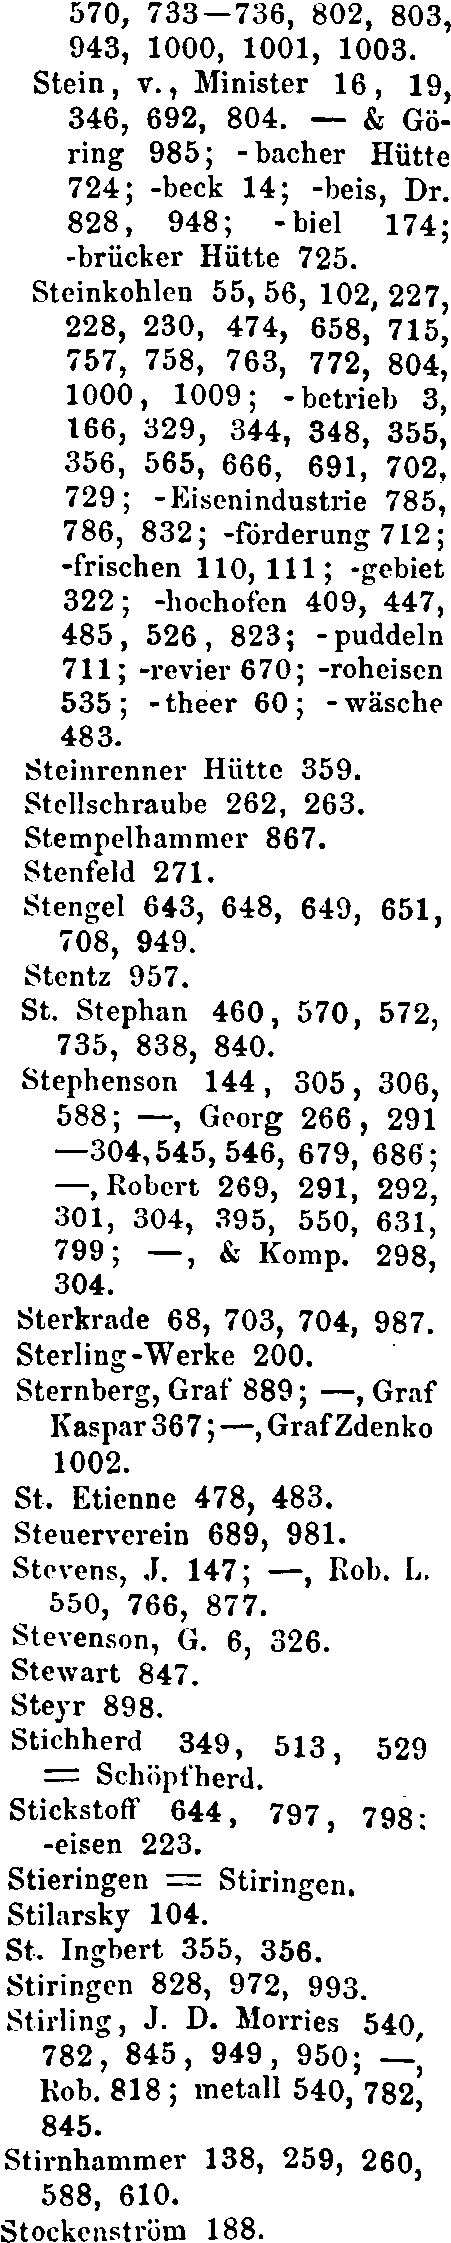 570, 733—736, 802, 803,
943, 1000, 1001, 1003.
Stein, v., Minister 16, 19,
346, 692, 804. — & Gö-
ring 985; -bacher Hütte
724; -beck 14; -beis, Dr.
828, 948; -biel 174;
-brücker Hütte 725.
Steinkohlen 55, 56, 102, 227,
228, 230, 474, 658, 715,
757, 758, 763, 772, 804,
1000, 1009; -betrieb 3,
166, 329, 344, 348, 355,
356, 565, 666, 691, 702,
729; -Eisenindustrie 785,
786, 832; -förderung 712;
-frischen 110, 111; -gebiet
322; -hochofen 409, 447,
485, 526, 823; -puddeln
711; -revier 670; -roheisen
535; -theer 60; -wäsche
483.
Steinrenner Hütte 359.
Stellschraube 262, 263.
Stempelhammer 867.
Stenfeld 271.
Stengel 643, 648, 649, 651,
708, 949.
Stentz 957.
St. Stephan 460, 570, 572,
735, 838, 840.
Stephenson 144, 305, 306,
588; —, Georg 266, 291
—304, 545, 546, 679, 686;
—, Robert 269, 291, 292,
301, 304, 395, 550, 631,
799; —, & Komp. 298,
304.
Sterkrade 68, 703, 704, 987.
Sterling-Werke 200.
Sternberg, Graf 889; —, Graf
Kaspar 367; —, Graf Zdenko
1002.
St. Etienne 478, 483.
Steuerverein 689, 981.
Stevens, J. 147; —, Rob. L.
550, 766, 877.
Stevenson, G. 6, 326.
Stewart 847.
Steyr 898.
Stichherd 349, 513, 529
= Schöpfherd.
Stickstoff 644, 797, 798;
-eisen 223.
Stieringen = Stiringen.
Stilarsky 104.
St. Ingbert 355, 356.
Stiringen 828, 972, 993.
Stirling, J. D. Morries 540,
782, 845, 949, 950; —,
Rob. 818; metall 540, 782,
845.
Stirnhammer 138, 259, 260,
588, 610.
Stockenström 188.